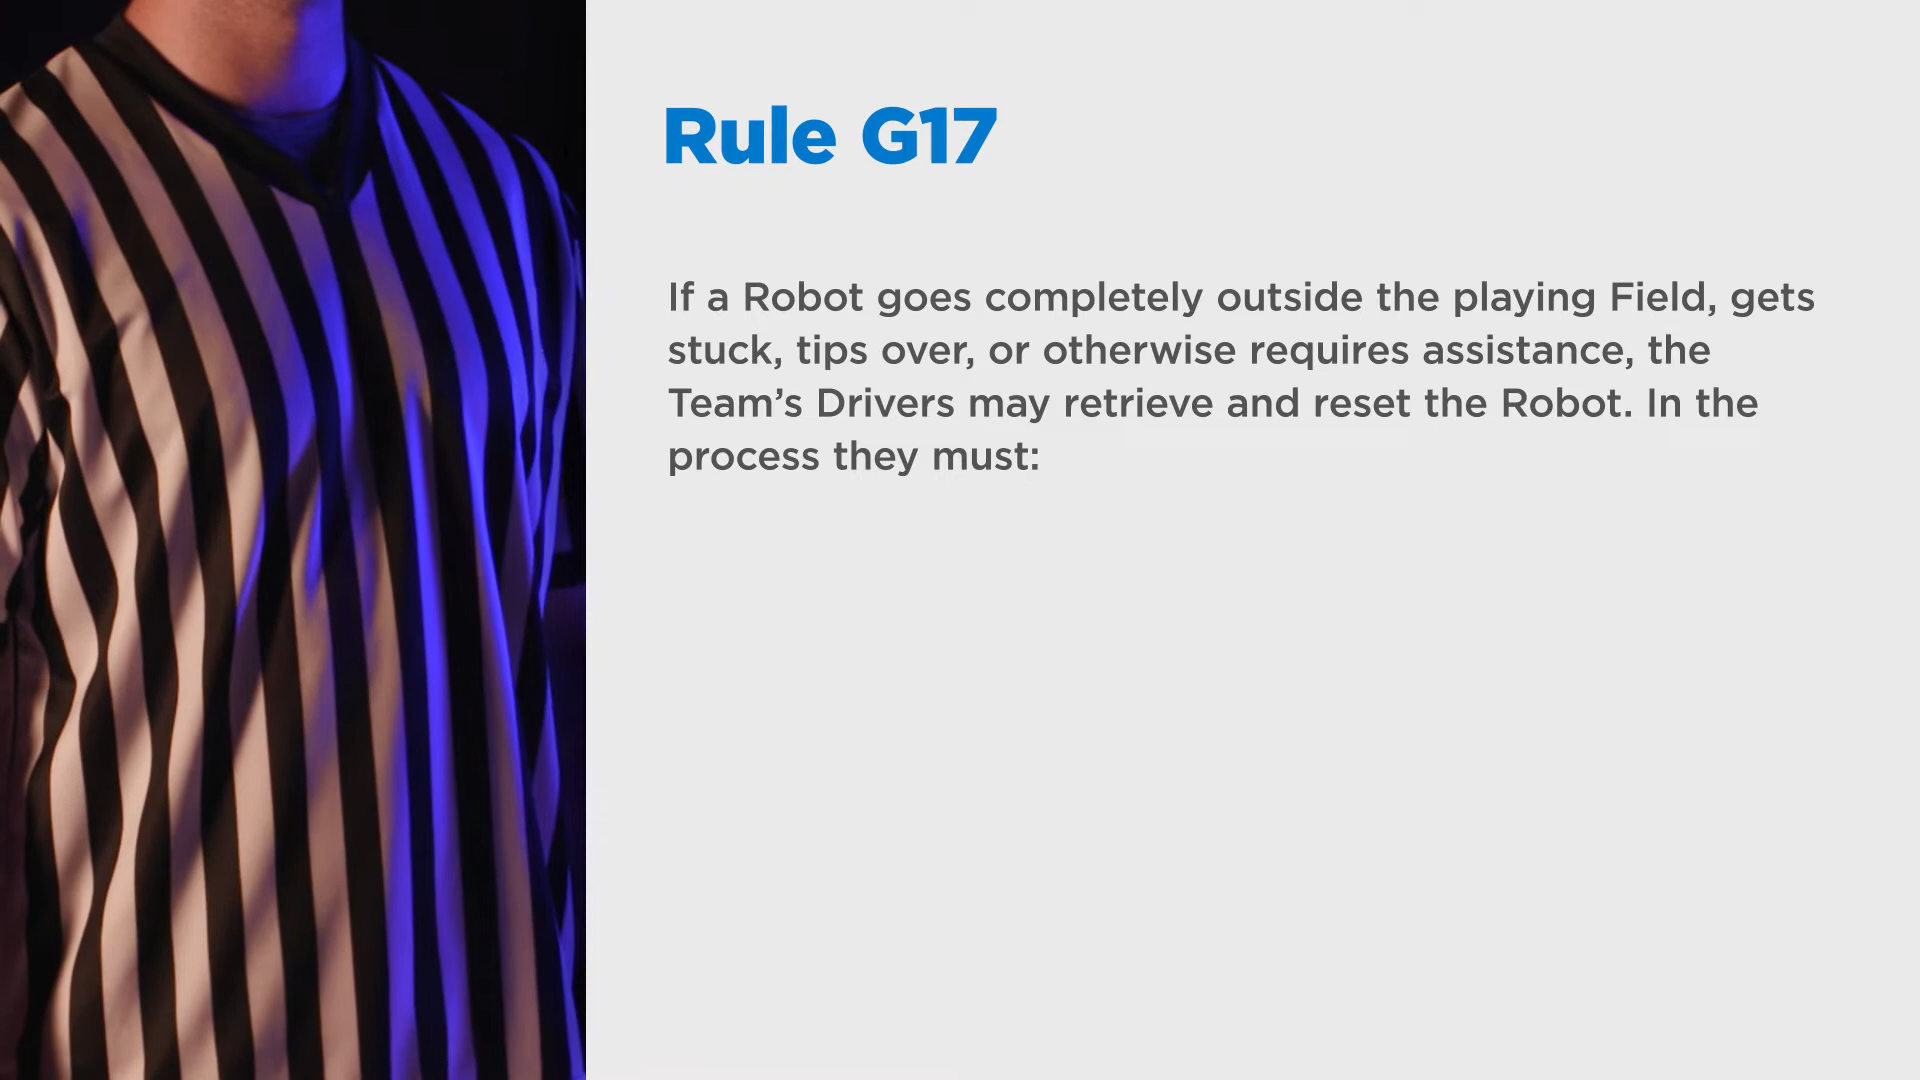 Rule G17
If a Robot goes completely outside the playing Field, gets
stuck, tips over, or otherwise requires assistance, the
Team’s Drivers may retrieve and reset the Robot. In the
process they must: